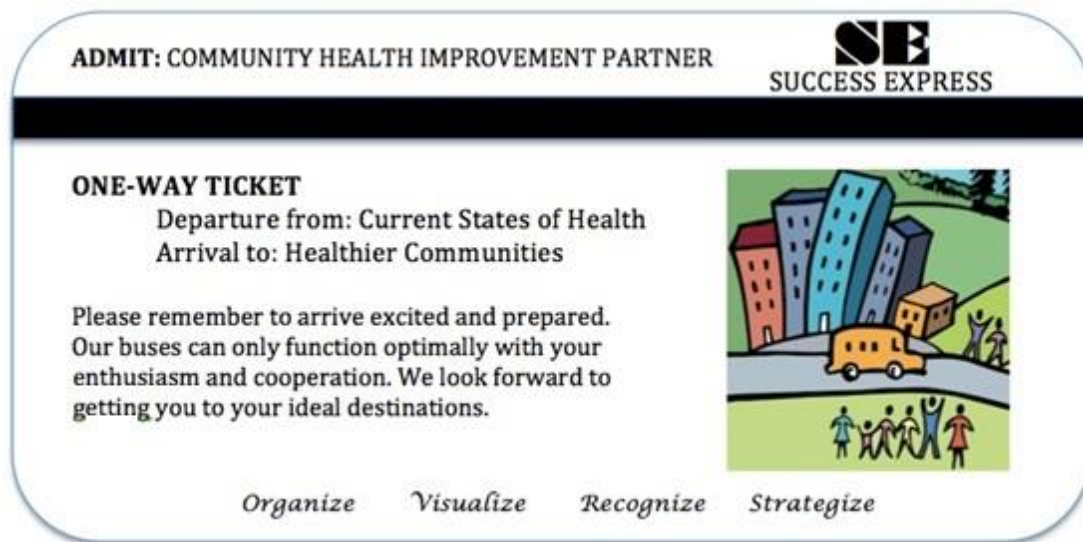 ADMIT: COMMUNITY HEALTH IMPROVEMENT PARTNER
SE
SUCCESS EXPRESS
ONE-WAY TICKET
Departure from: Current States of Health
Arrival to: Healthier Communities
Please remember to arrive excited and prepared.
Our buses can only function optimally with your
enthusiasm and cooperation. We look forward to
getting you to your ideal destinations.
Organize Visualize Recognize Strategize